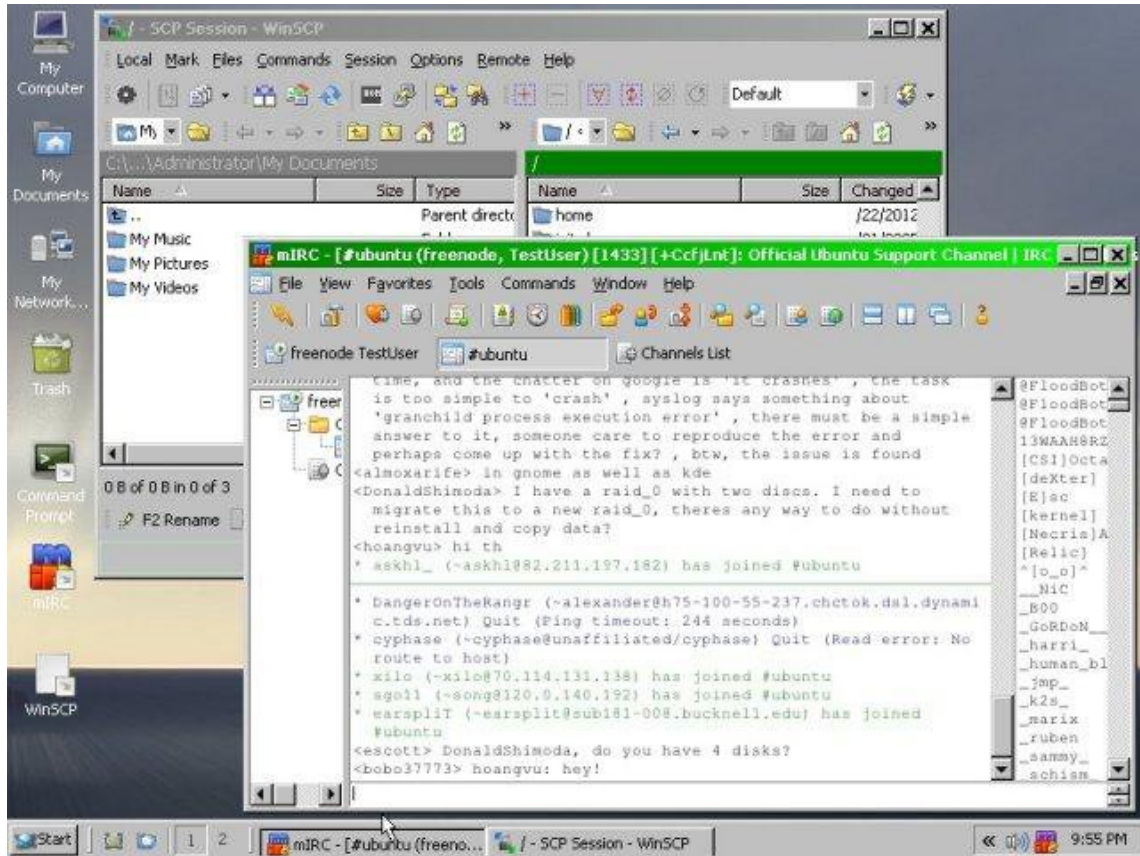 My
Computer
My
Documents
My
Network...
Trash
Command
Prompt
mIRC
WinSCP
/ - SCP Session - WinSCP
Local Mark Files Commands Session Options Remote Help
Default
C:\...\Administrator\My Documents
/
Name Size Type
Name Size Changed
.. Parent directo
My Music
My Pictures
My Videos
home /22/2012
0 B of 0 B in 0 of 3
F2 Rename
mIRC - [#ubuntu (freenode, TestUser) [1433] [+CcfjLnt]: Official Ubuntu Support Channel | IRC
File View Favorites Tools Commands Window Help
freenode TestUser #ubuntu Channels List
freer
time, and the chatter on google is 'it crashes' , the task
is too simple to 'crash' , syslog says something about
'granchild process execution error' , there must be a simple
answer to it, someone care to reproduce the error and
perhaps come up with the fix? , btw, the issue is found
<almoxarife> in gnome as well as kde
<DonaldShimoda> I have a raid_0 with two discs. I need to
migrate this to a new raid_0, theres any way to do without
reinstall and copy data?
<hoangvu> hi th
* askhl_ (~askhl@82.211.197.182) has joined #ubuntu
* DangerOnTheRangr (~alexander@h75-100-55-237.chctok.dsl.dynami
c.tds.net) Quit (Ping timeout: 244 seconds)
* cyphase (~cyphase@unaffiliated/cyphase) Quit (Read error: No
route to host)
* xilo (~xilo@70.114.131.138) has joined #ubuntu
* sgo11 (~song@120.0.140.192) has joined #ubuntu
* earspliT (~earsplit@sub181-008.bucknell.edu) has joined
#ubuntu
<escott> DonaldShimoda, do you have 4 disks?
<bobo37773> hoangvu: hey!
@FloodBot
@FloodBot
@FloodBot
13WAAH8RZ
[CSI]Octa
[deXter]
[E]sc
[kernel]
[Necris]A
[Relic]
^[o_o]^
__NiC
_B00
_GoRDoN__
_harri_
_human_bl
_jmp_
_k2s_
_marix
_ruben
_sammy_
_schism_
Start 1 2 mIRC - [#ubuntu (freeno... / - SCP Session - WinSCP 9:55 PM